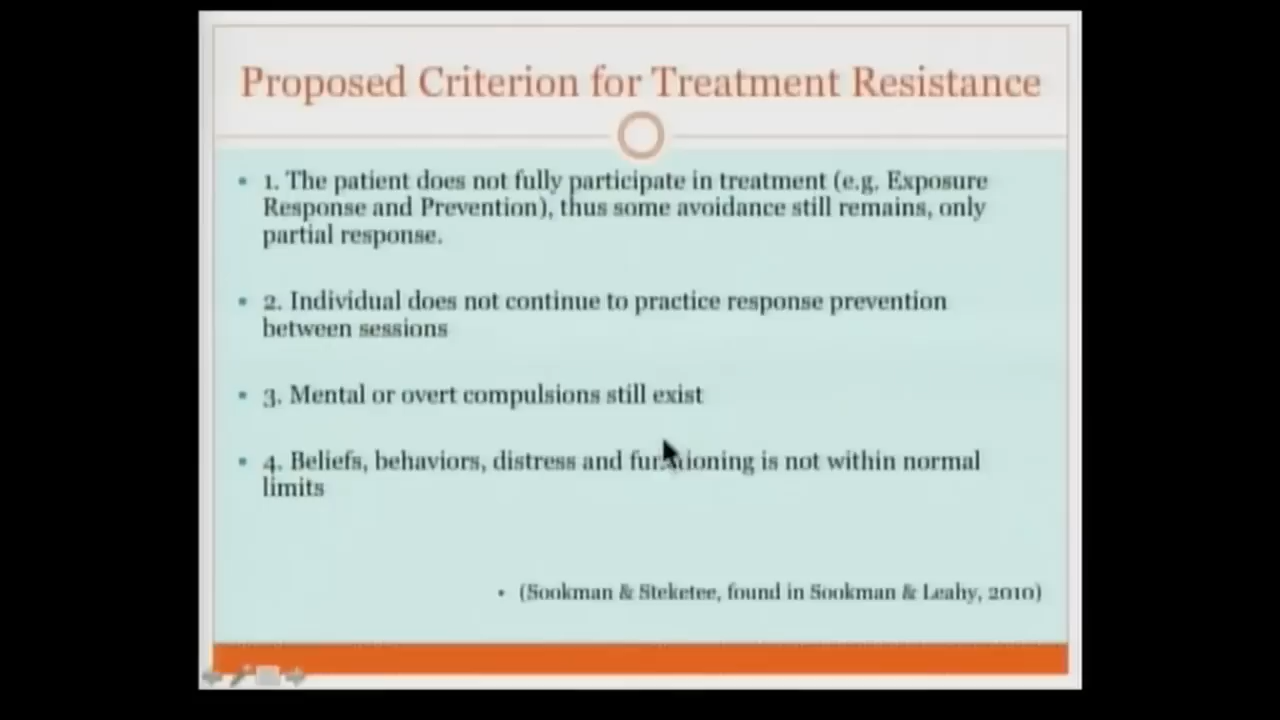 Proposed Criterion for Treatment Resistance
• 1. The patient does not fully participate in treatment (e.g. Exposure
Response and Prevention), thus some avoidance still remains, only
partial response.
• 2. Individual does not continue to practice response prevention
between sessions
• 3. Mental or overt compulsions still exist
• 4. Beliefs, behaviors, distress and functioning is not within normal
limits
• (Sookman & Steketee, found in Sookman & Leahy, 2010)